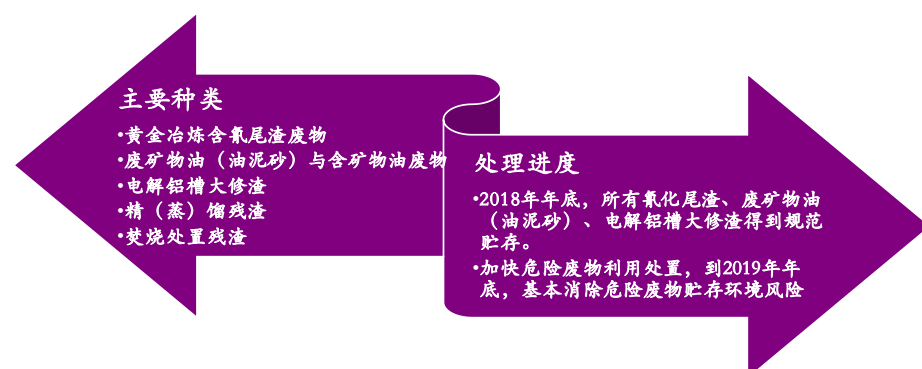 主要种类
•黄金冶炼含氰尾渣废物
•废矿物油（油泥砂）与含矿物油废物
•电解铝槽大修渣
•精（蒸）馏残渣
•焚烧处置残渣
处理进度
•2018年年底，所有氰化尾渣、废矿物油
（油泥砂）、电解铝槽大修渣得到规范
贮存。
•加快危险废物利用处置，到2019年年
底，基本消除危险废物贮存环境风险